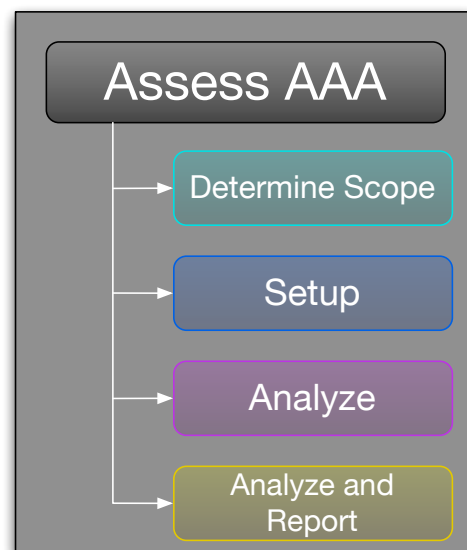 Assess AAA
Determine Scope
Setup
Analyze
Analyze and
Report